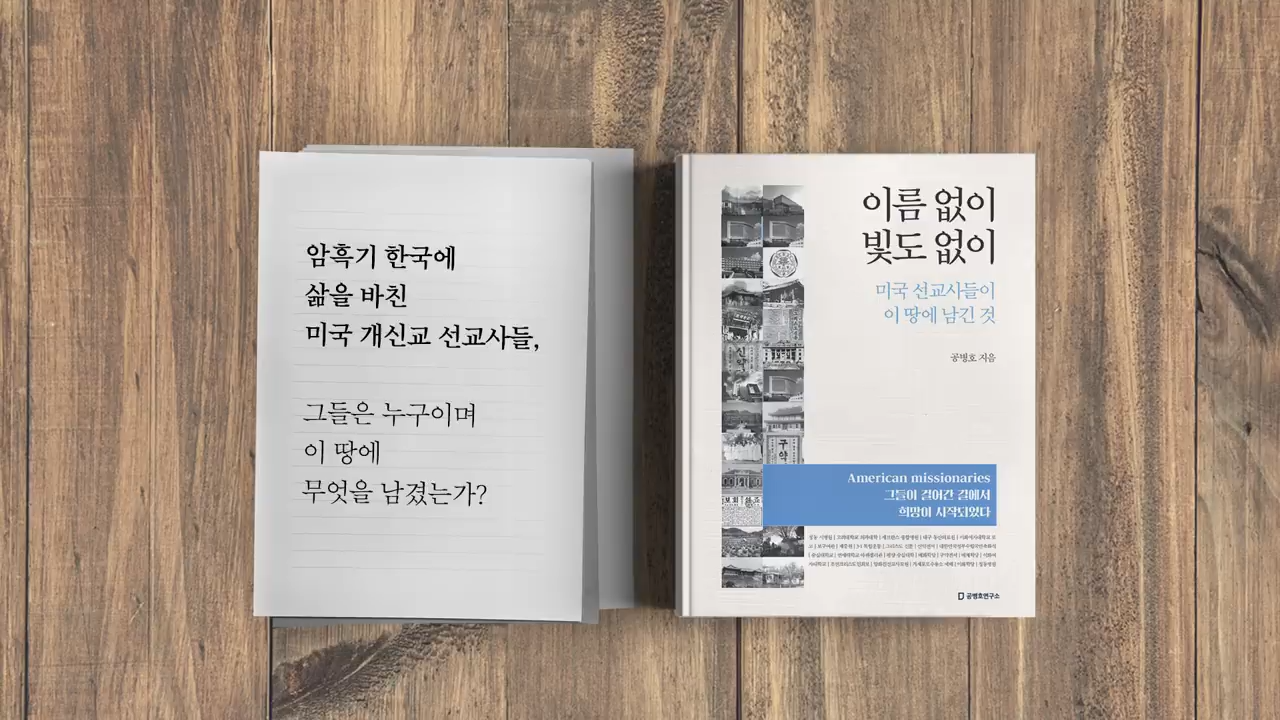 암흑기 한국에
삶을 바친
미국 개신교 선교사들,
그들은 누구이며
이 땅에
무엇을 남겼는가?
이름 없이
빛도 없이
미국 선교사들이
이 땅에 남긴 것
공병호 지음
구약
American missionaries
그들이 걸어간 길에서
희망이 시작되었다
공병호연구소